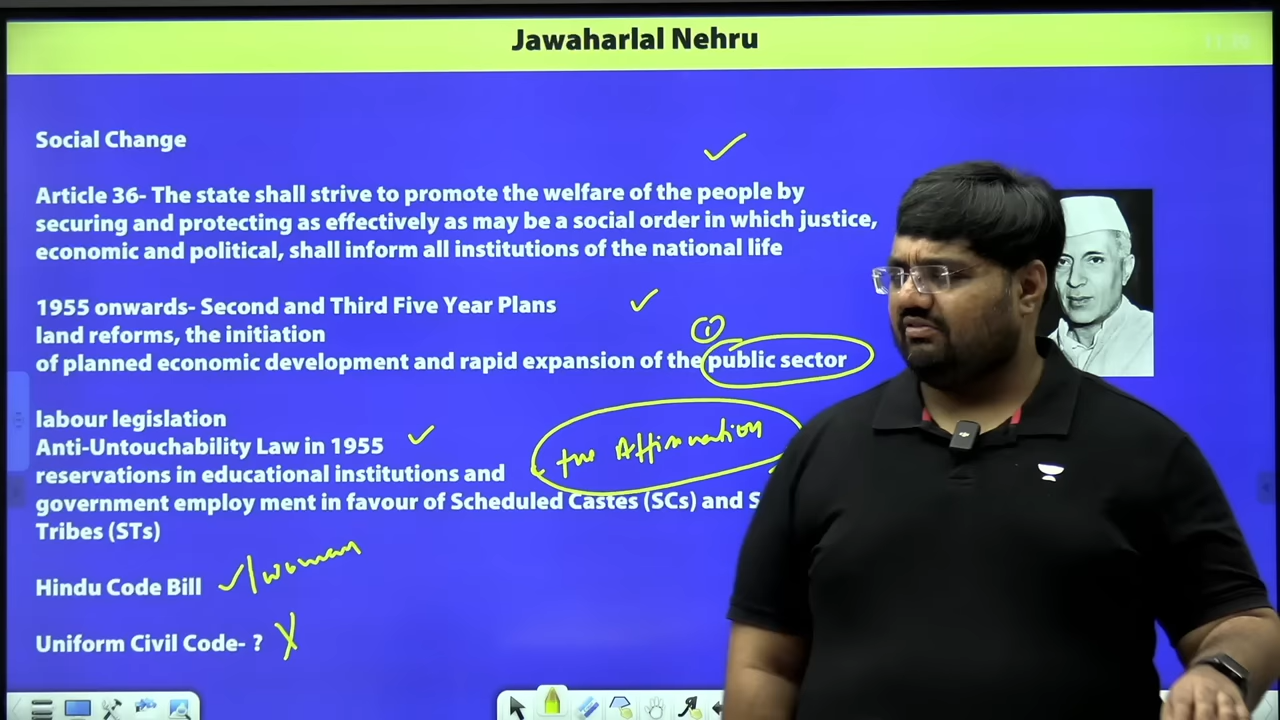 Jawaharlal Nehru
Social Change
Article 36- The state shall strive to promote the welfare of the people by
securing and protecting as effectively as may be a social order in which justice,
economic and political, shall inform all institutions of the national life
1955 onwards- Second and Third Five Year Plans
land reforms, the initiation
of planned economic development and rapid expansion of the public sector
labour legislation
Anti-Untouchability Law in 1955
reservations in educational institutions and
government employ ment in favour of Scheduled Castes (SCs) and S
Tribes (STs)
Hindu Code Bill
Uniform Civil Code- ?